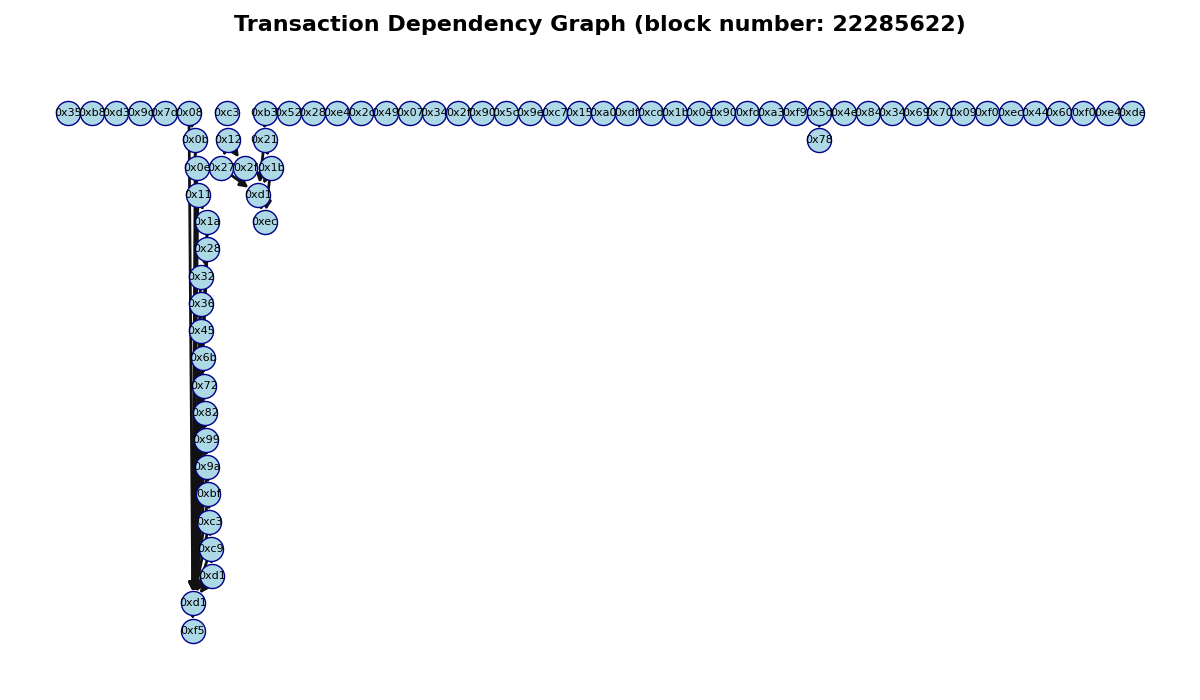 Transaction Dependency Graph (block number: 22285622)
0x35 0xb8 0xd3 0x9c 0x7c 0x08 0xc3 0xb3 0x52 0x28 0xe4 0x2c 0x49 0x07 0x34 0x2f 0x90 0x5c 0x9e 0xc7 0x15 0xa0 0xdf 0xcc 0x1b 0x0e 0x90 0xfc 0xa3 0xf9 0x5c 0x4e 0x84 0x34 0x69 0x70 0x09 0xf0 0xec 0x44 0x60 0xf0 0xe4 0xde
0x0b 0x12 0x21 0x78
0x0e 0x27 0x2f 0x1b
0x11 0xd1
0x1a 0xec
0x28
0x32
0x36
0x45
0x6b
0x72
0x82
0x99
0x9a
0xbf
0xc3
0xc9
0xd1
0xd1
0xf5